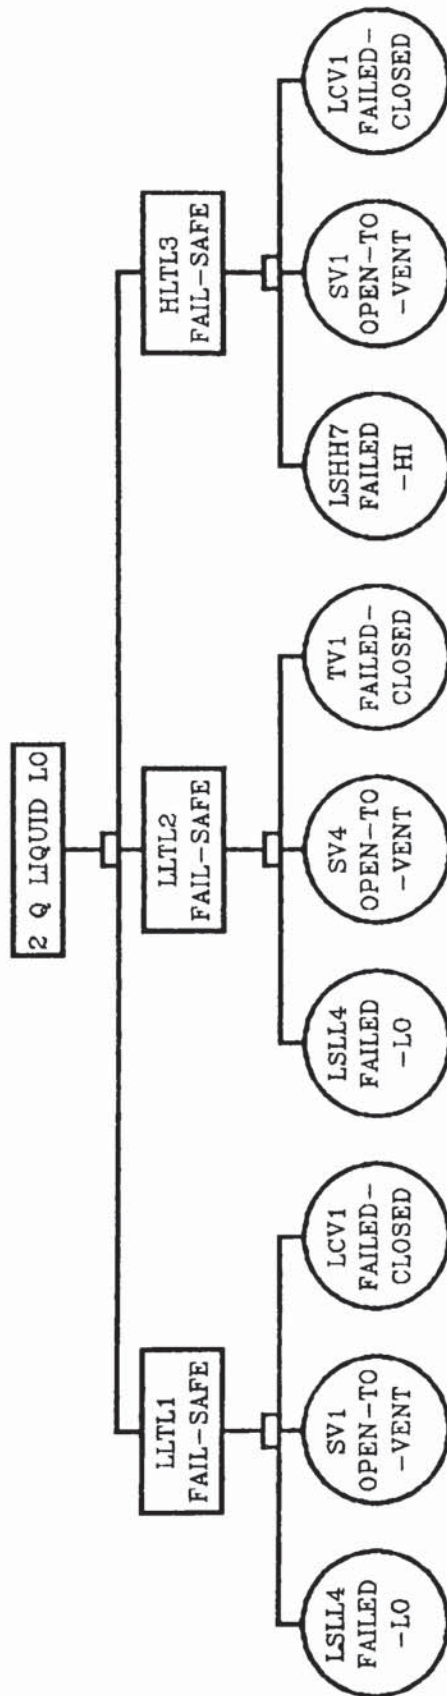 2 Q LIQUID LO
LLTL1
FAIL-SAFE
LLTL2
FAIL-SAFE
HLTL3
FAIL-SAFE
LSLL4
FAILED
-LO
SV1
OPEN-TO
-VENT
LCV1
FAILED-
CLOSED
LSLL4
FAILED
-LO
SV4
OPEN-TO
-VENT
TV1
FAILED-
CLOSED
LSHH7
FAILED
-HI
SV1
OPEN-TO
-VENT
LCV1
FAILED-
CLOSED